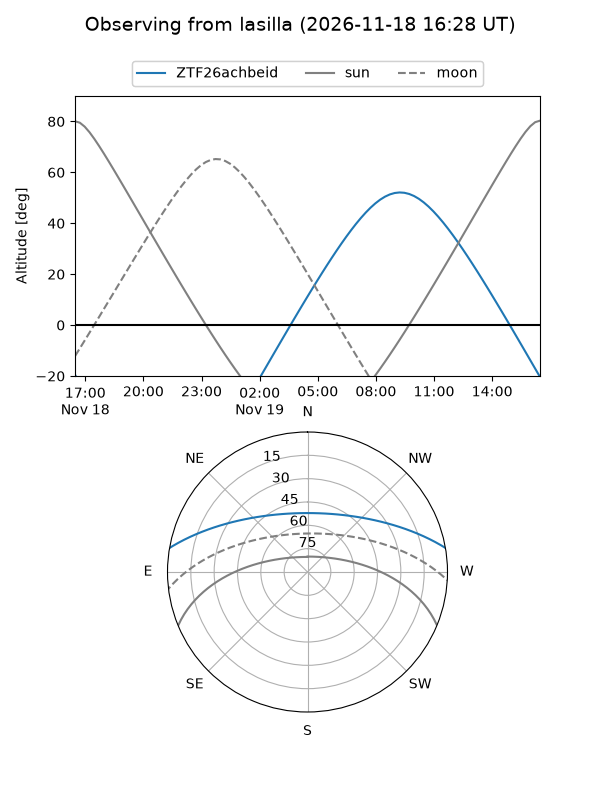 Observing from lasilla (2026-11-18 16:28 UT)
ZTF26achbeid sun moon
Altitude [deg]
80
60
40
20
0
−20
17:00 20:00 23:00 02:00 05:00 08:00 11:00 14:00
Nov 18 Nov 19
N
NE NW
15
30
45
60
75
E W
SE SW
S